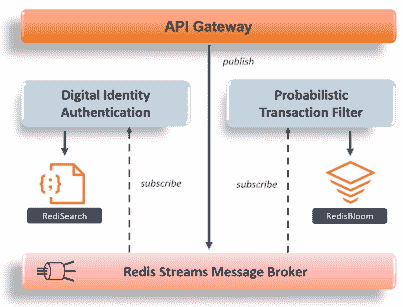 API Gateway
publish
Digital Identity
Authentication
Probabilistic
Transaction Filter
{;}
subscribe
subscribe
RediSearch
RedisBloom
Redis Streams Message Broker